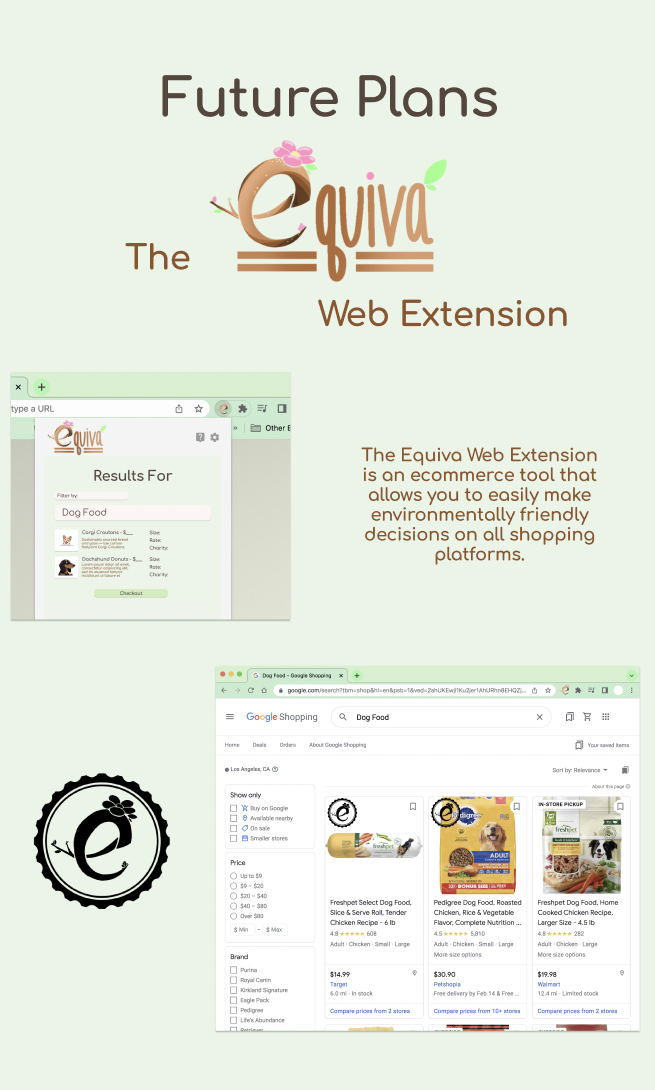 Future Plans
equiva
The
Web Extension
type a URL
Other B
equiva
Results For
Filter by:
Dog Food
Corgi Croutons - $__
Size:
Rate:
Charity:
Dachshund Donuts - $__
Size:
Rate:
Charity:
Checkout
The Equiva Web Extension
is an ecommerce tool that
allows you to easily make
environmentally friendly
decisions on all shopping
platforms.
Dog Food - Google Shopping
Google Shopping
Dog Food
Home
Deals
Orders
About Google Shopping
Your saved items
Los Angeles, CA
Sort by: Relevance
About this page
Show only
Buy on Google
Available nearby
On sale
Smaller stores
Price
Up to $9
$9 – $20
$20 – $40
$40 – $80
Over $80
$ Min – $ Max
Brand
Purina
Royal Canin
Kirkland Signature
Eagle Pack
Pedigree
Life's Abundance
Retriever
e
freshpet
Freshpet Select Dog Food,
Slice & Serve Roll, Tender
Chicken Recipe - 6 lb
4.8 ★★★★★ 608
Adult · Chicken · Small · Large
$14.99
Target
6.0 mi · In stock
Compare prices from 2 stores
Pedigree
ADULT
BONUS SIZE
Pedigree Dog Food, Roasted
Chicken, Rice & Vegetable
Flavor, Complete Nutrition ...
4.5 ★★★★★ 5,810
Adult · Chicken · Small · Large
More size options
$30.90
Petshopia
Free delivery by Feb 14 & Free ...
Compare prices from 10+ stores
IN-STORE PICKUP
freshpet
Freshpet Dog Food, Home
Cooked Chicken Recipe,
Larger Size - 4.5 lb
4.8 ★★★★★ 282
Adult · Chicken · Large
More size options
$19.98
Walmart
12.4 mi · Limited stock
Compare prices from 2 stores